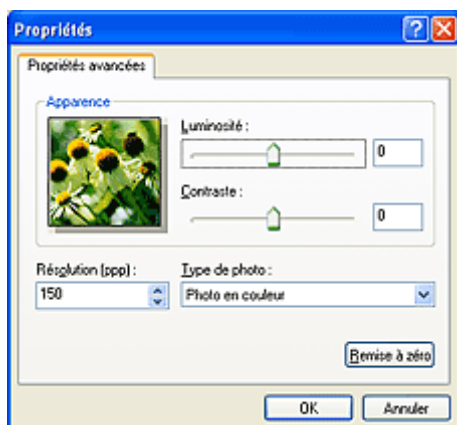 Propriétés
Propriétés avancées
Apparence
Luminosité :
0
Contraste :
0
Résolution (ppp) :
Type de photo :
150
Photo en couleur
Remise à zéro
OK
Annuler